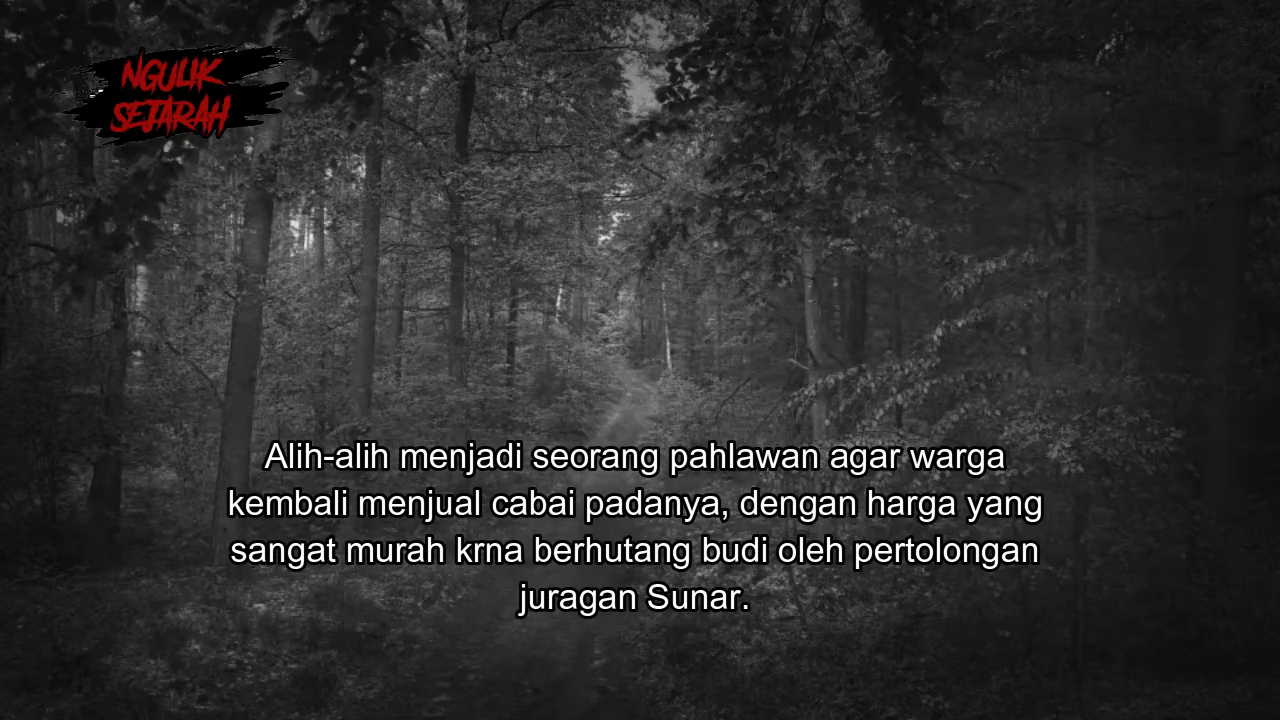 NGULIK
SEJARAH
Alih-alih menjadi seorang pahlawan agar warga
kembali menjual cabai padanya, dengan harga yang
sangat murah krna berhutang budi oleh pertolongan
juragan Sunar.